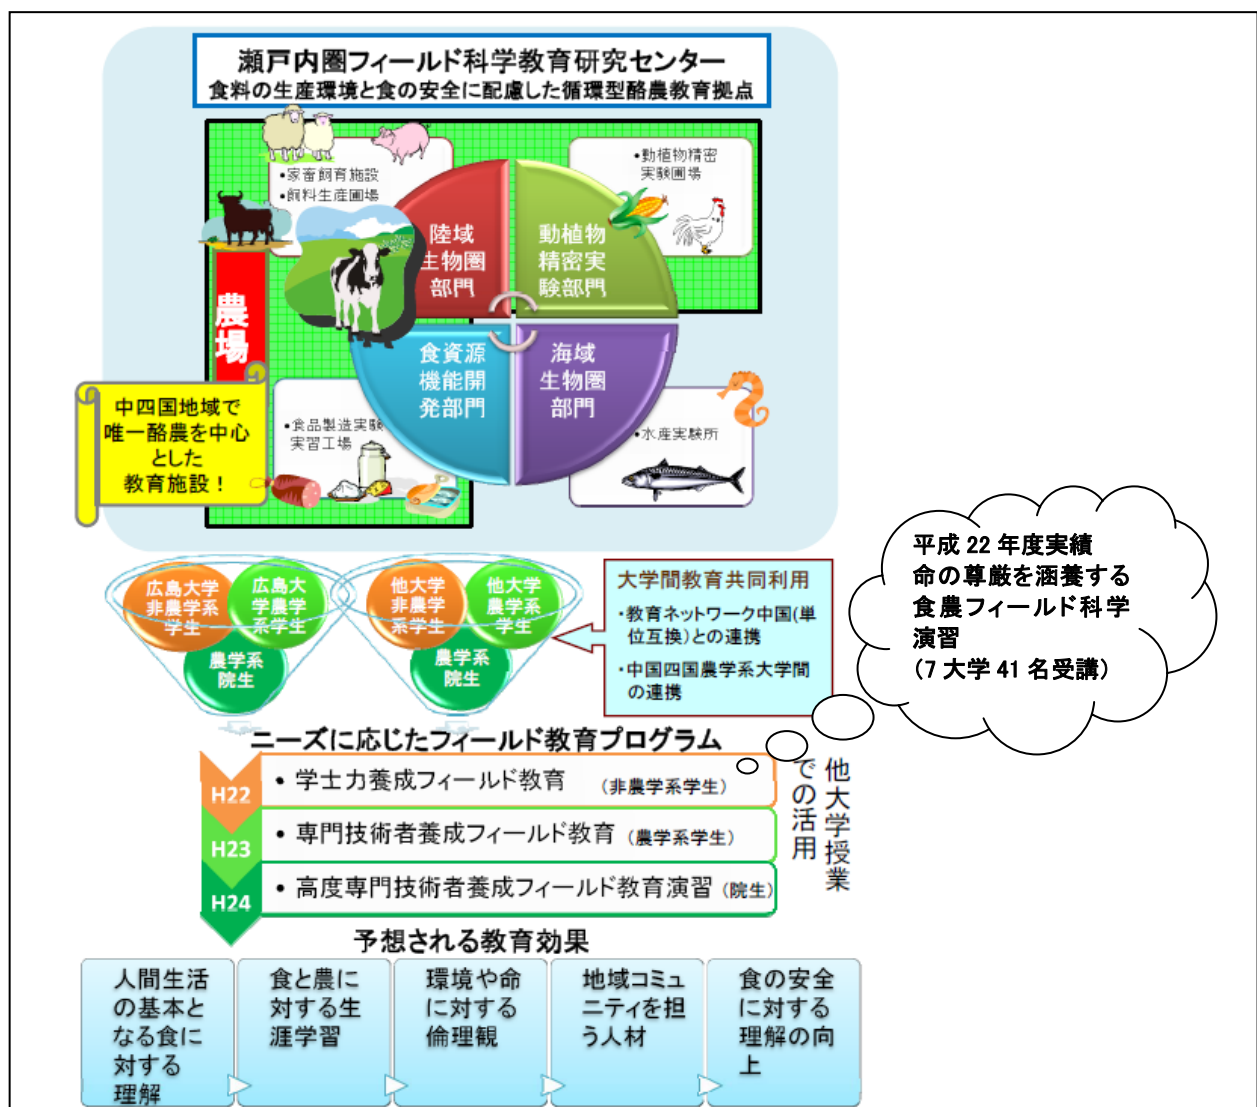 瀬戸内圏フィールド科学教育研究センター
食料の生産環境と食の安全に配慮した循環型酪農教育拠点
•家畜飼育施設
•飼料生産圃場
•動植物精密
実験圃場
陸域
生物圏
部門
動植物
精密実
験部門
農場
食資源
機能開
発部門
海域
生物圏
部門
中四国地域で
唯一酪農を中心
とした
教育施設！
•食品製造実験
実習工場
•水産実験所
広島大学
非農学系
学生
広島大
学農学
系学生
農学系
院生
他大学
非農学
系学生
他大学
農学系
学生
農学系
院生
大学間教育共同利用
・教育ネットワーク中国(単
位互換)との連携
・中国四国農学系大学間
の連携
平成 22 年度実績
命の尊厳を涵養する
食農フィールド科学
演習
(7 大学 41 名受講)
ニーズに応じたフィールド教育プログラム
H22
• 学士力養成フィールド教育 (非農学系学生)
H23
• 専門技術者養成フィールド教育 (農学系学生)
H24
• 高度専門技術者養成フィールド教育演習 (院生)
他大学授業
での活用
予想される教育効果
人間生活
の基本と
なる食に
対する
理解
食と農に
対する生
涯学習
環境や命
に対する
倫理観
地域コミュ
ニティを担
う人材
食の安全
に対する
理解の向
上